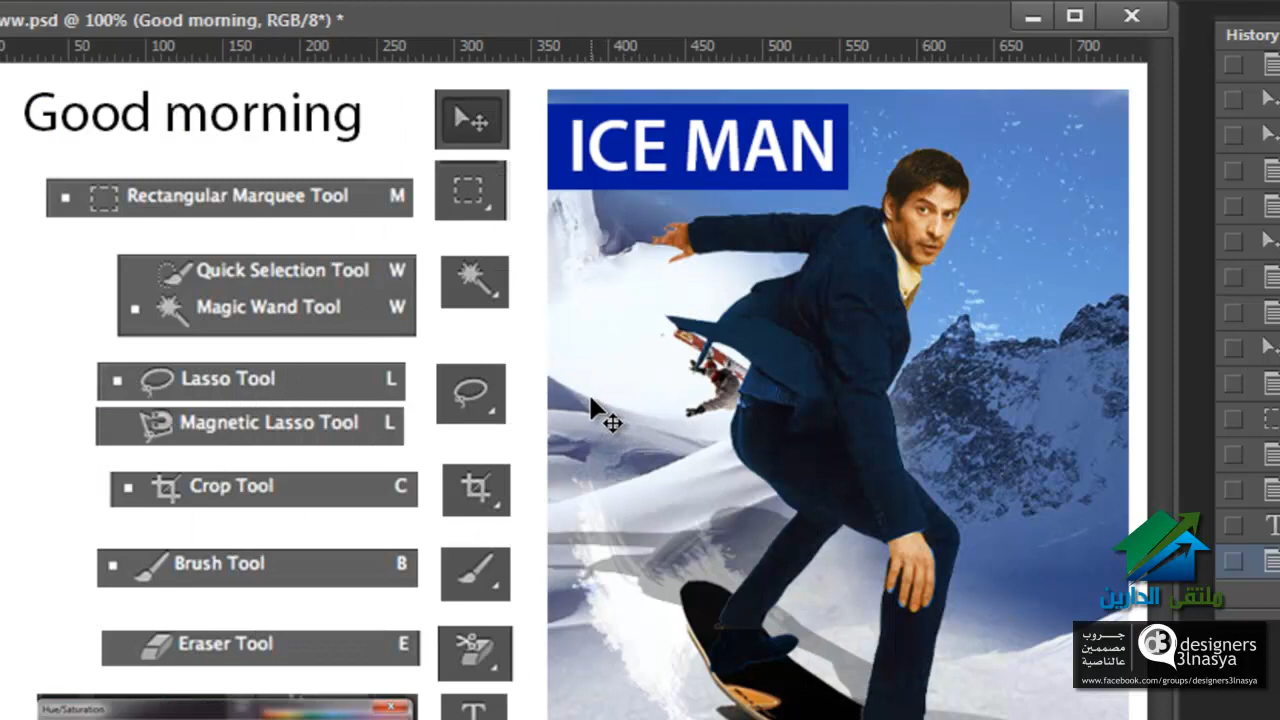 ww.psd @ 100% (Good morning, RGB/8*) *
0 50 100 150 200 250 300 350 400 450 500 550 600 650 700
History
Good morning
ICE MAN
Rectangular Marquee Tool M
Quick Selection Tool W
Magic Wand Tool W
Lasso Tool L
Magnetic Lasso Tool L
Crop Tool C
Brush Tool B
Eraser Tool E
Hue/Saturation
T
T
ملتقى الدارين
جروب
مصممين
عالناصية
d3 designers
3lnasya
www.facebook.com/groups/designers3lnasya